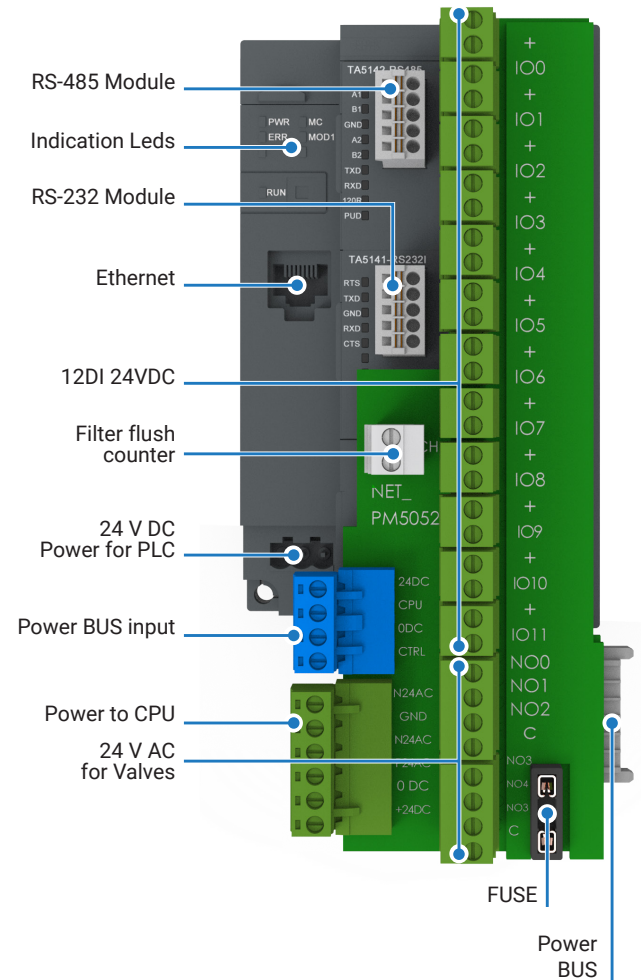 RS-485 Module
Indication Leds
RS-232 Module
Ethernet
12DI 24VDC
Filter flush
counter
24 V DC
Power for PLC
Power BUS input
Power to CPU
24 V AC
for Valves
TA5142-RS485
A1
B1
GND
A2
B2
TXD
RXD
120R
PUD
PWR MC
ERR MOD1
RUN
TA5141-RS232I
RTS
TXD
GND
RXD
CTS
CH
NET_
PM5052
24DC
CPU
0DC
CTRL
N24AC
GND
N24AC
+24AC
0 DC
+24DC
+
IO0
+
IO1
+
IO2
+
IO3
+
IO4
+
IO5
+
IO6
+
IO7
+
IO8
+
IO9
+
IO10
+
IO11
NO0
NO1
NO2
C
NO3
NO4
NO3
C
FUSE
Power
BUS